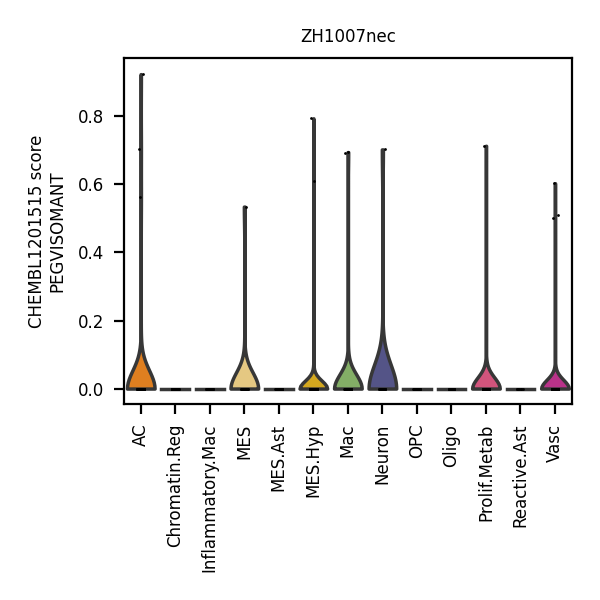 ZH1007nec
CHEMBL1201515 score
PEGVISOMANT
0.8
0.6
0.4
0.2
0.0
AC
Chromatin.Reg
Inflammatory.Mac
MES
MES.Ast
MES.Hyp
Mac
Neuron
OPC
Oligo
Prolif.Metab
Reactive.Ast
Vasc